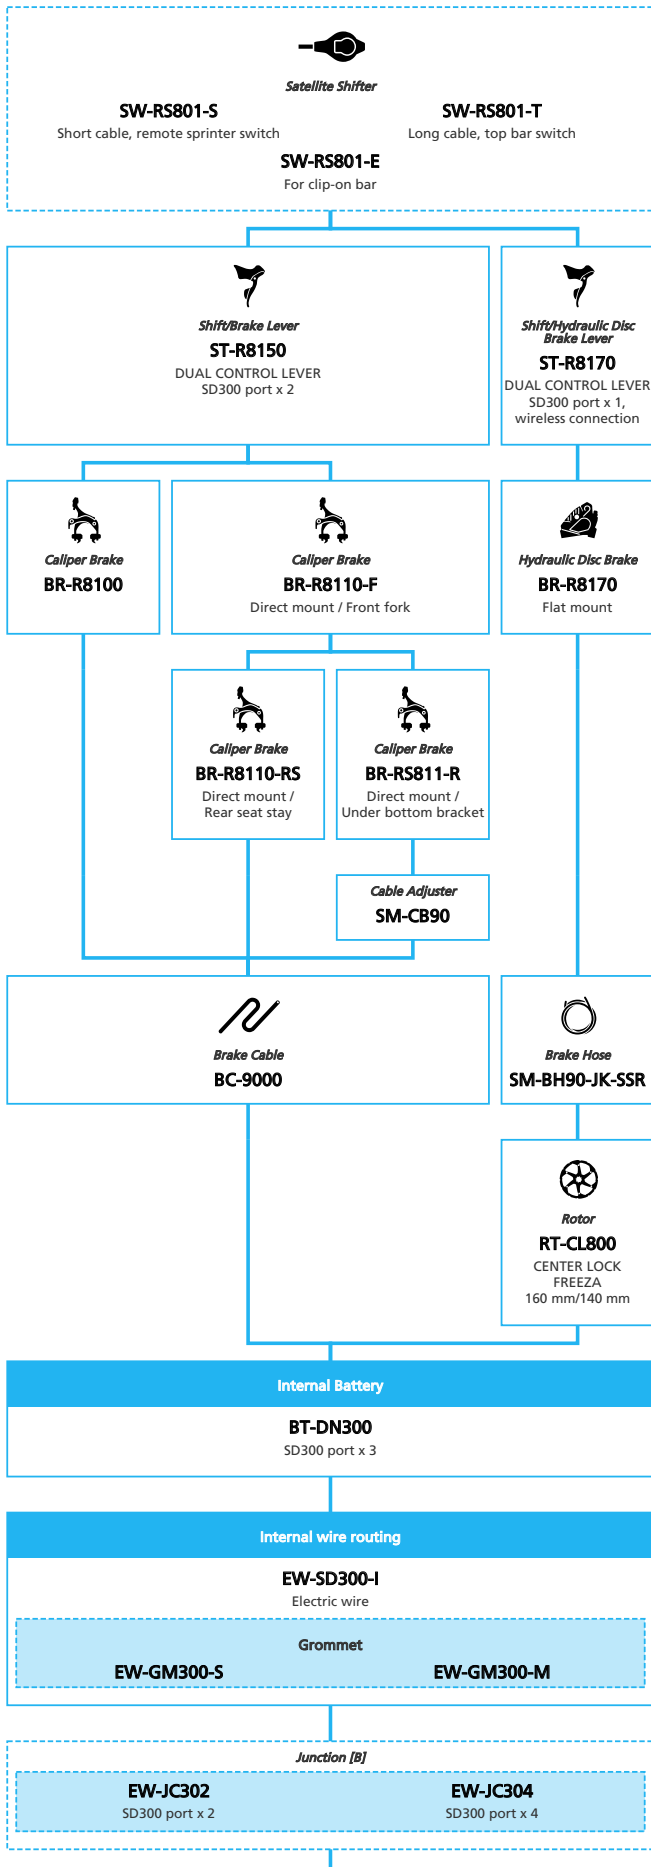 Satellite Shifter
SW-RS801-S
Short cable, remote sprinter switch
SW-RS801-T
Long cable, top bar switch
SW-RS801-E
For clip-on bar
Shift/Brake Lever
ST-R8150
DUAL CONTROL LEVER
SD300 port x 2
Shift/Hydraulic Disc
Brake Lever
ST-R8170
DUAL CONTROL LEVER
SD300 port x 1,
wireless connection
Caliper Brake
BR-R8100
Caliper Brake
BR-R8110-F
Direct mount / Front fork
Hydraulic Disc Brake
BR-R8170
Flat mount
Caliper Brake
BR-R8110-RS
Direct mount /
Rear seat stay
Caliper Brake
BR-RS811-R
Direct mount /
Under bottom bracket
Cable Adjuster
SM-CB90
Brake Cable
BC-9000
Brake Hose
SM-BH90-JK-SSR
Rotor
RT-CL800
CENTER LOCK
FREEZA
160 mm/140 mm
Internal Battery
BT-DN300
SD300 port x 3
Internal wire routing
EW-SD300-I
Electric wire
Grommet
EW-GM300-S
EW-GM300-M
Junction [B]
EW-JC302
SD300 port x 2
EW-JC304
SD300 port x 4